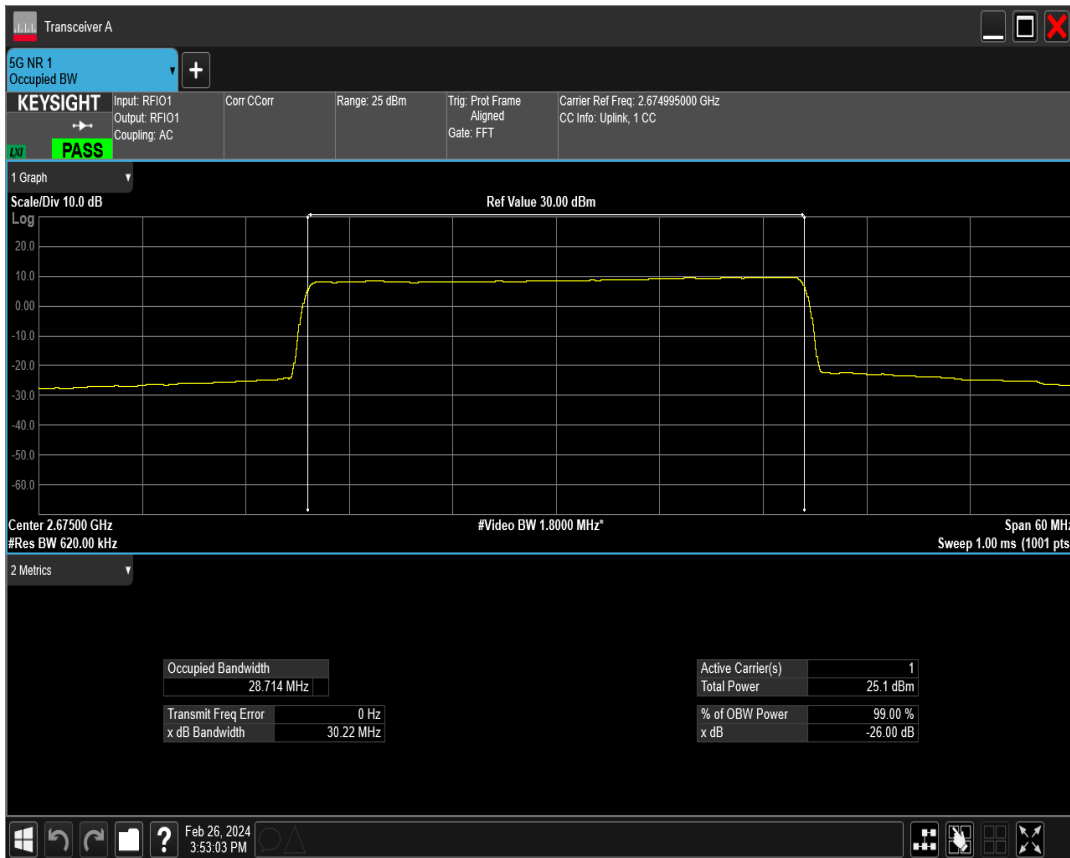 Transceiver A
5G NR 1
Occupied BW
KEYSIGHT
LXI
PASS
Input: RFIO1
Output: RFIO1
Coupling: AC
Corr CCorr
Range: 25 dBm
Trig: Prot Frame
Aligned
Gate: FFT
Carrier Ref Freq: 2.674995000 GHz
CC Info: Uplink, 1 CC
1 Graph
Scale/Div 10.0 dB
Ref Value 30.00 dBm
Log
20.0
10.0
0.00
-10.0
-20.0
-30.0
-40.0
-50.0
-60.0
Center 2.67500 GHz
#Video BW 1.8000 MHz*
Span 60 MHz
#Res BW 620.00 kHz
Sweep 1.00 ms (1001 pts
2 Metrics
Occupied Bandwidth
28.714 MHz
Transmit Freq Error 0 Hz
x dB Bandwidth 30.22 MHz
Active Carrier(s) 1
Total Power 25.1 dBm
% of OBW Power 99.00 %
x dB -26.00 dB
?
Feb 26, 2024
3:53:03 PM